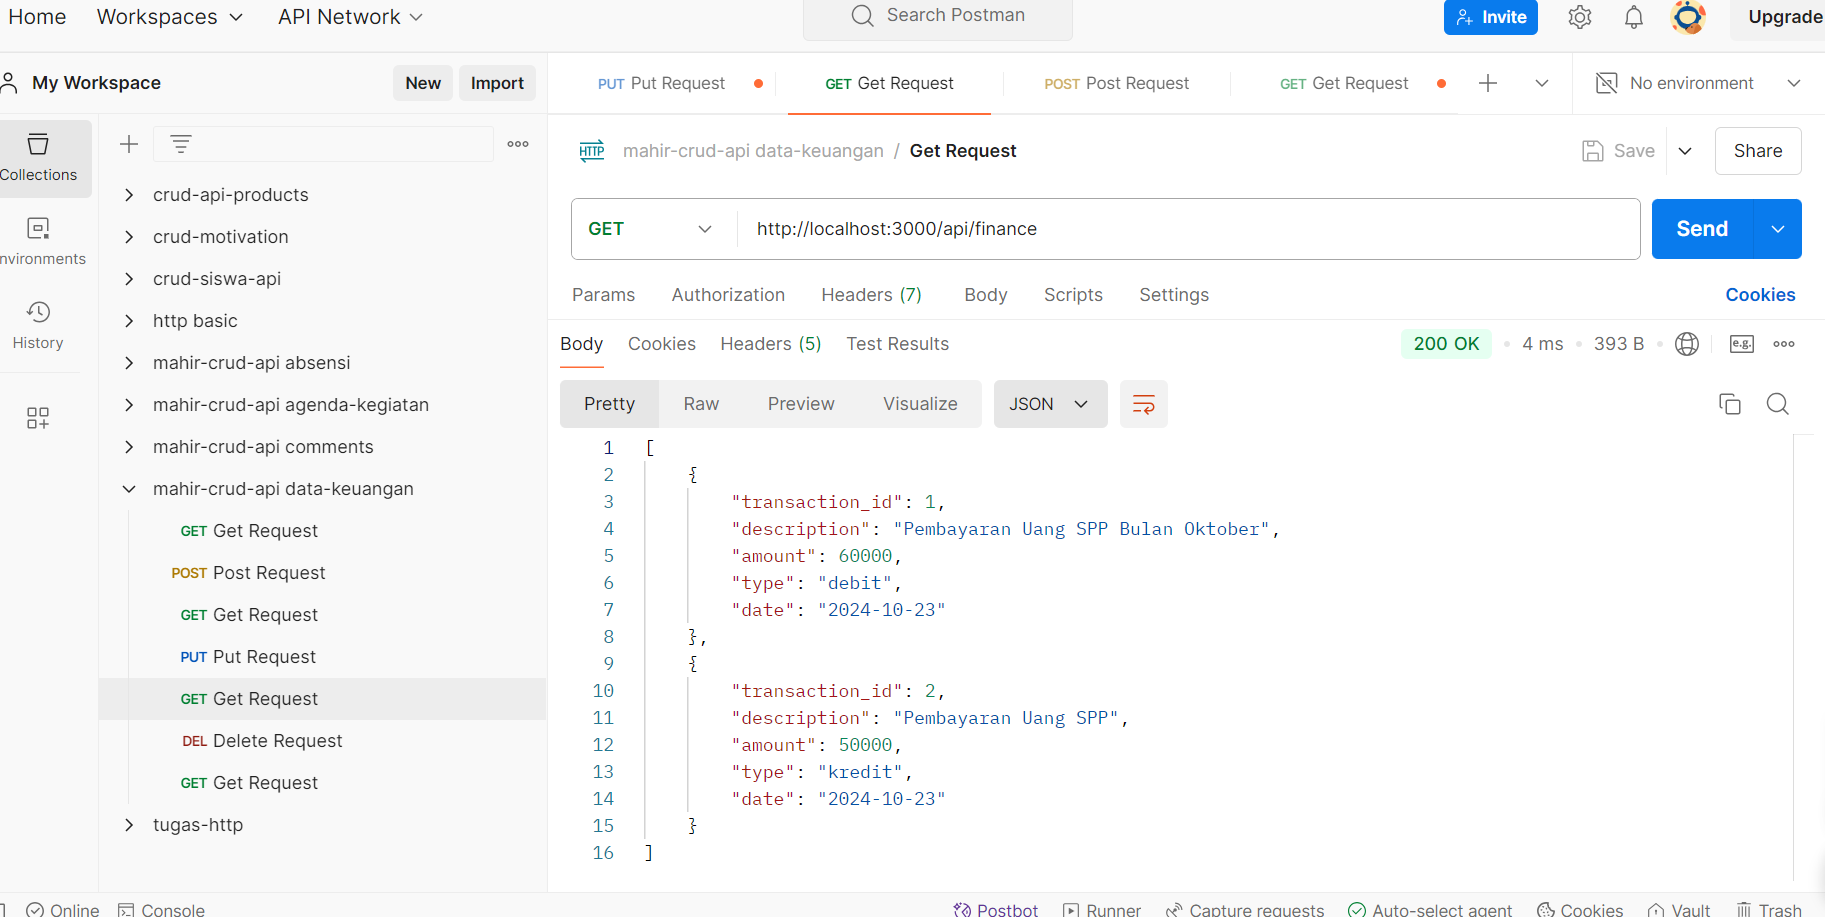 Home Workspaces API Network Search Postman Invite Upgrade
My Workspace New Import PUT Put Request GET Get Request POST Post Request GET Get Request No environment
Collections
nvironments
History
crud-api-products
crud-motivation
crud-siswa-api
http basic
mahir-crud-api absensi
mahir-crud-api agenda-kegiatan
mahir-crud-api comments
mahir-crud-api data-keuangan
GET Get Request
POST Post Request
GET Get Request
PUT Put Request
GET Get Request
DEL Delete Request
GET Get Request
tugas-http
HTTP mahir-crud-api data-keuangan / Get Request Save Share
GET http://localhost:3000/api/finance Send
Params Authorization Headers (7) Body Scripts Settings Cookies
Body Cookies Headers (5) Test Results 200 OK • 4 ms • 393 B • e.g.
Pretty Raw Preview Visualize JSON
1 [
2 {
3 "transaction_id": 1,
4 "description": "Pembayaran Uang SPP Bulan Oktober",
5 "amount": 60000,
6 "type": "debit",
7 "date": "2024-10-23"
8 },
9 {
10 "transaction_id": 2,
11 "description": "Pembayaran Uang SPP",
12 "amount": 50000,
13 "type": "kredit",
14 "date": "2024-10-23"
15 }
16 ]
Online Console Postbot Runner Capture requests Auto-select agent Cookies Vault Trash